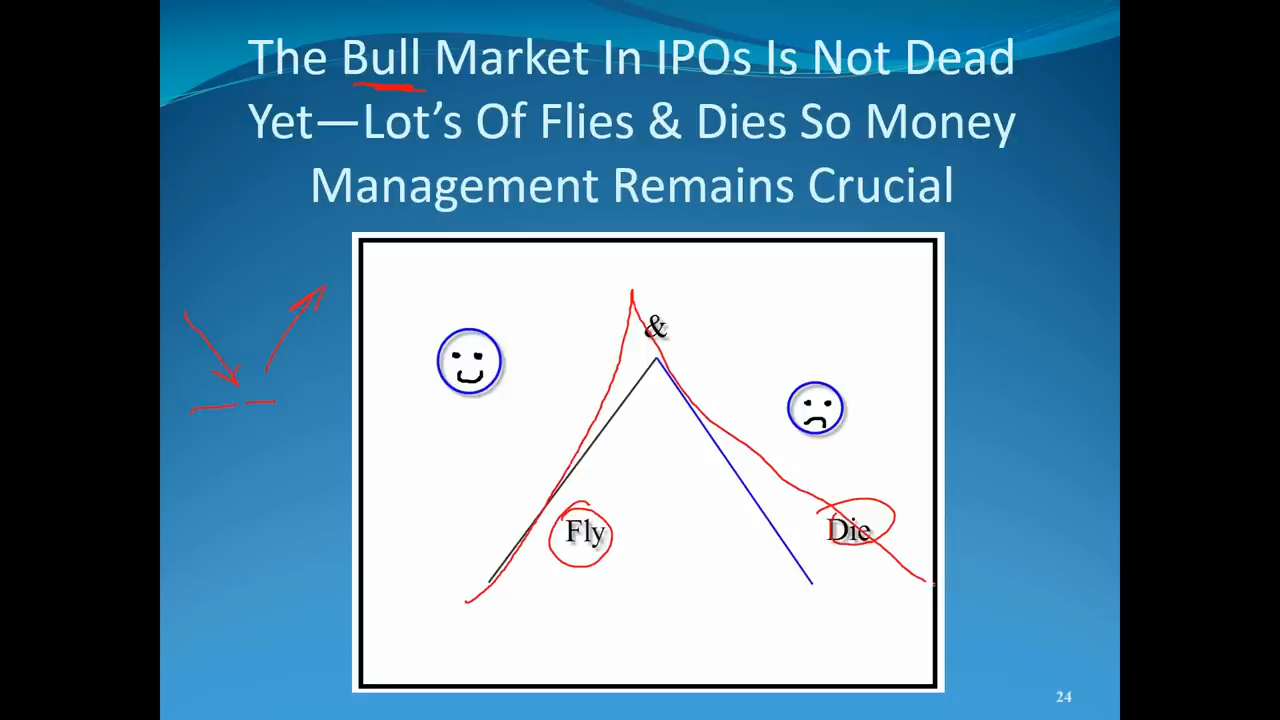 The Bull Market In IPOs Is Not Dead
Yet—Lot's Of Flies & Dies So Money
Management Remains Crucial
&
Fly
Die
24